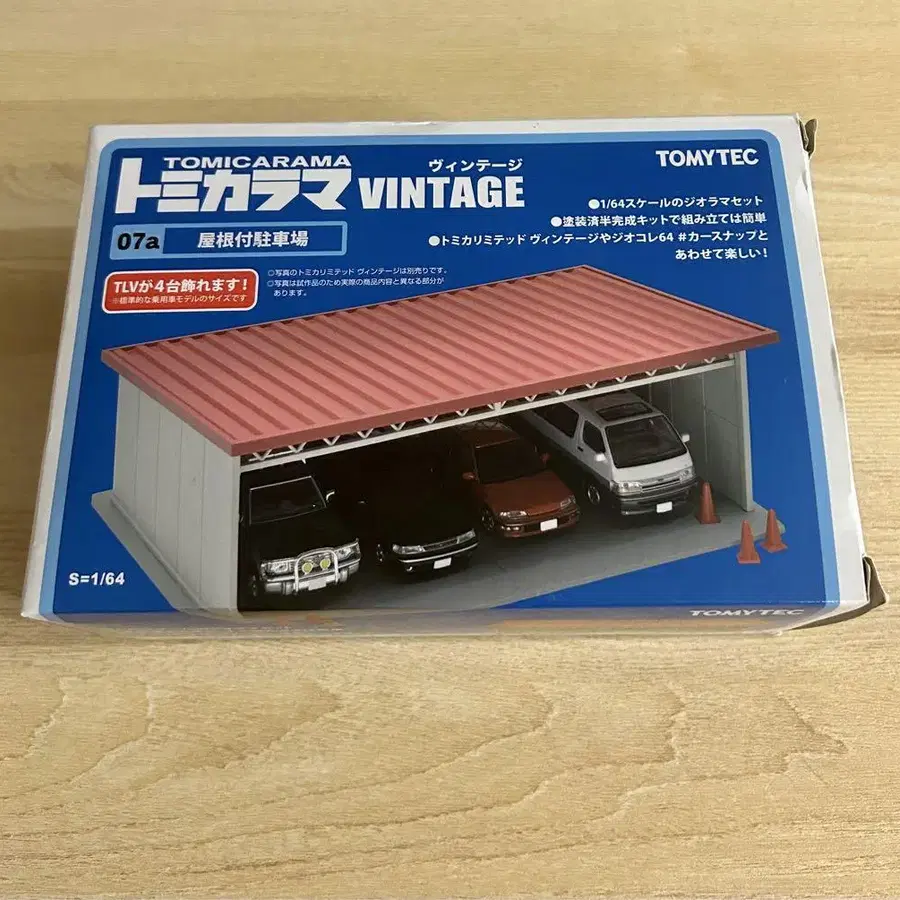 TOMICARAMA
トミカラマ
ヴィンテージ
VINTAGE
TOMYTEC
07a 屋根付駐車場
●1/64スケールのジオラマセット
●塗装済半完成キットで組み立ては簡単
●トミカリミテッド ヴィンテージやジオコレ64 #カースナップと
あわせて楽しい！
TLVが4台飾れます！
※標準的な乗用車モデルのサイズです
○写真のトミカリミテッド ヴィンテージは別売りです。
○写真は試作品のため実際の商品内容と異なる部分が
あります。
S=1/64
TOMYTEC